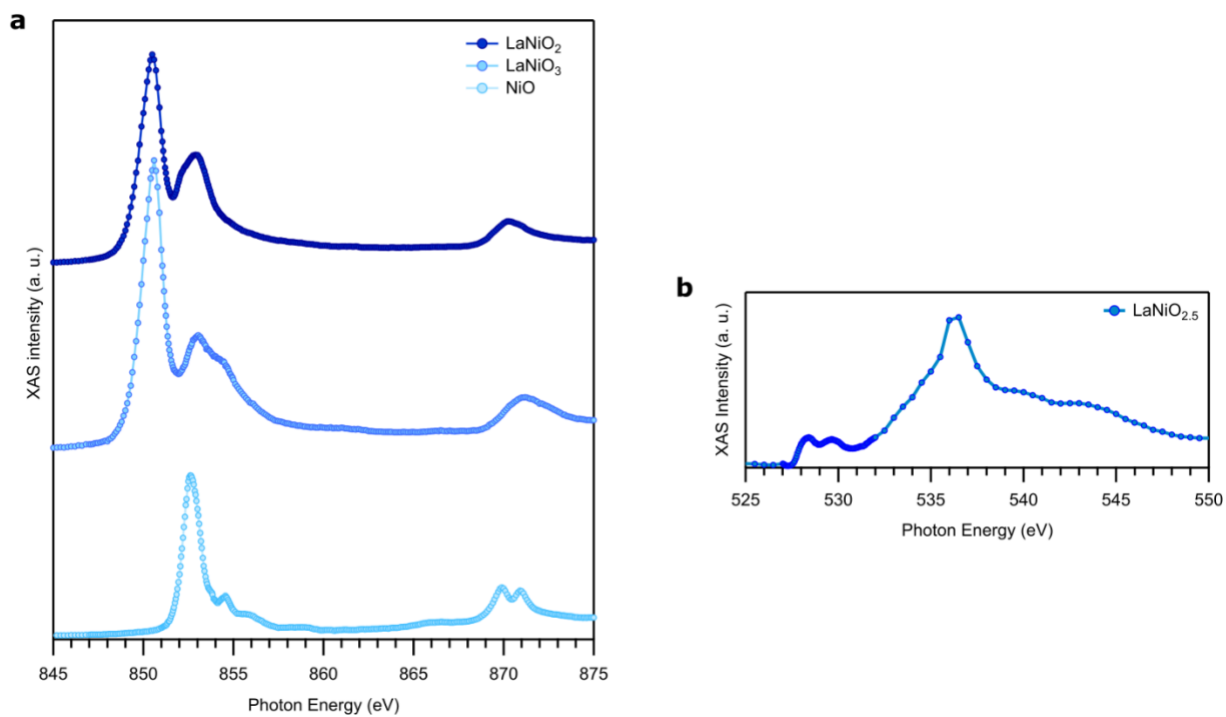 a
LaNiO₂
LaNiO₃
NiO
XAS intensity (a. u.)
845 850 855 860 865 870 875
Photon Energy (eV)
b
LaNiO₂.₅
XAS Intensity (a. u.)
525 530 535 540 545 550
Photon Energy (eV)